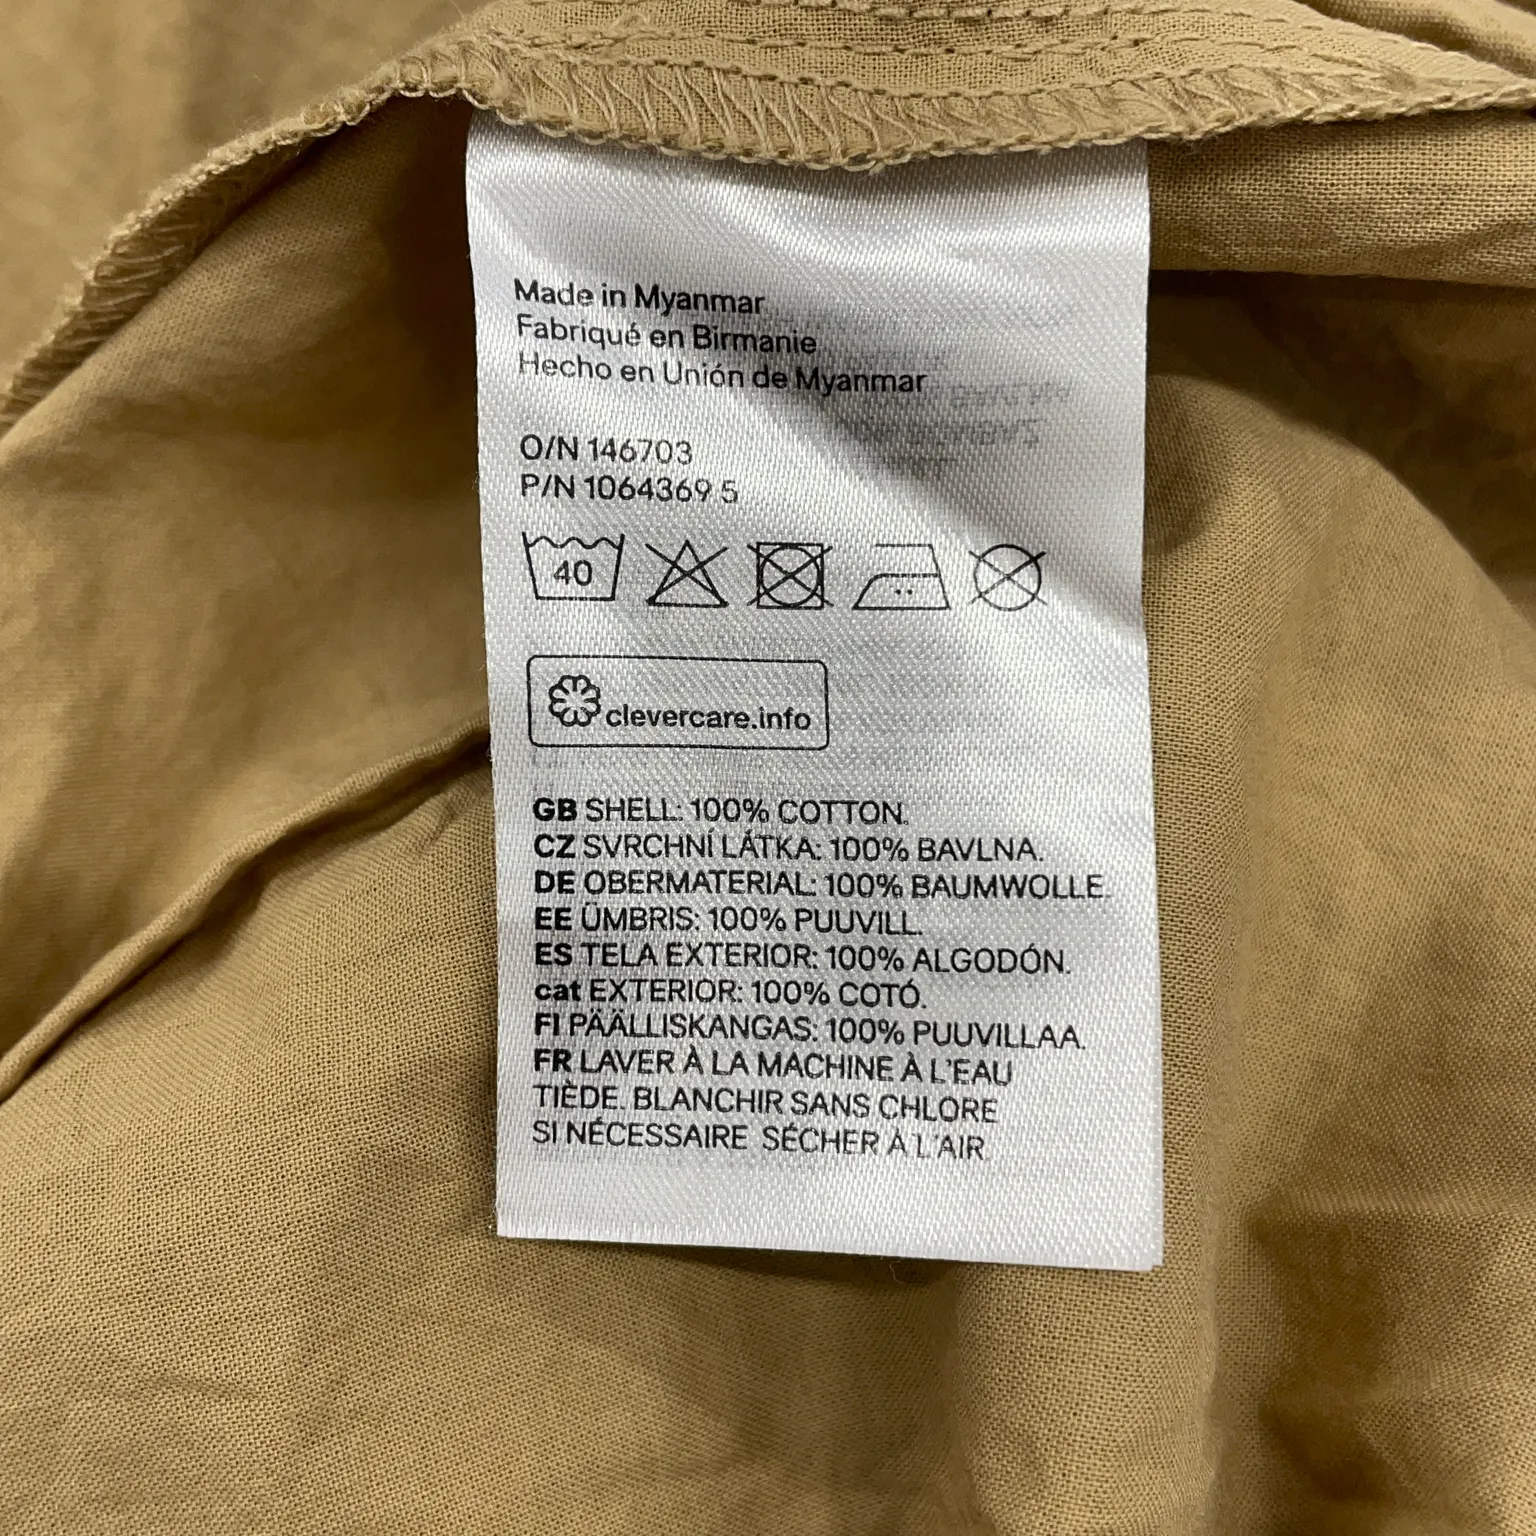 Made in Myanmar
Fabriqué en Birmanie
Hecho en Unión de Myanmar
O/N 146703
P/N 1064369 5
40
clevercare.info
GB SHELL: 100% COTTON.
CZ SVRCHNÍ LÁTKA: 100% BAVLNA.
DE OBERMATERIAL: 100% BAUMWOLLE.
EE ÜMBRIS: 100% PUUVILL.
ES TELA EXTERIOR: 100% ALGODÓN.
cat EXTERIOR: 100% COTÓ.
FI PÄÄLLISKANGAS: 100% PUUVILLAA.
FR LAVER À LA MACHINE À L'EAU
TIÈDE. BLANCHIR SANS CHLORE
SI NÉCESSAIRE SÉCHER À L'AIR